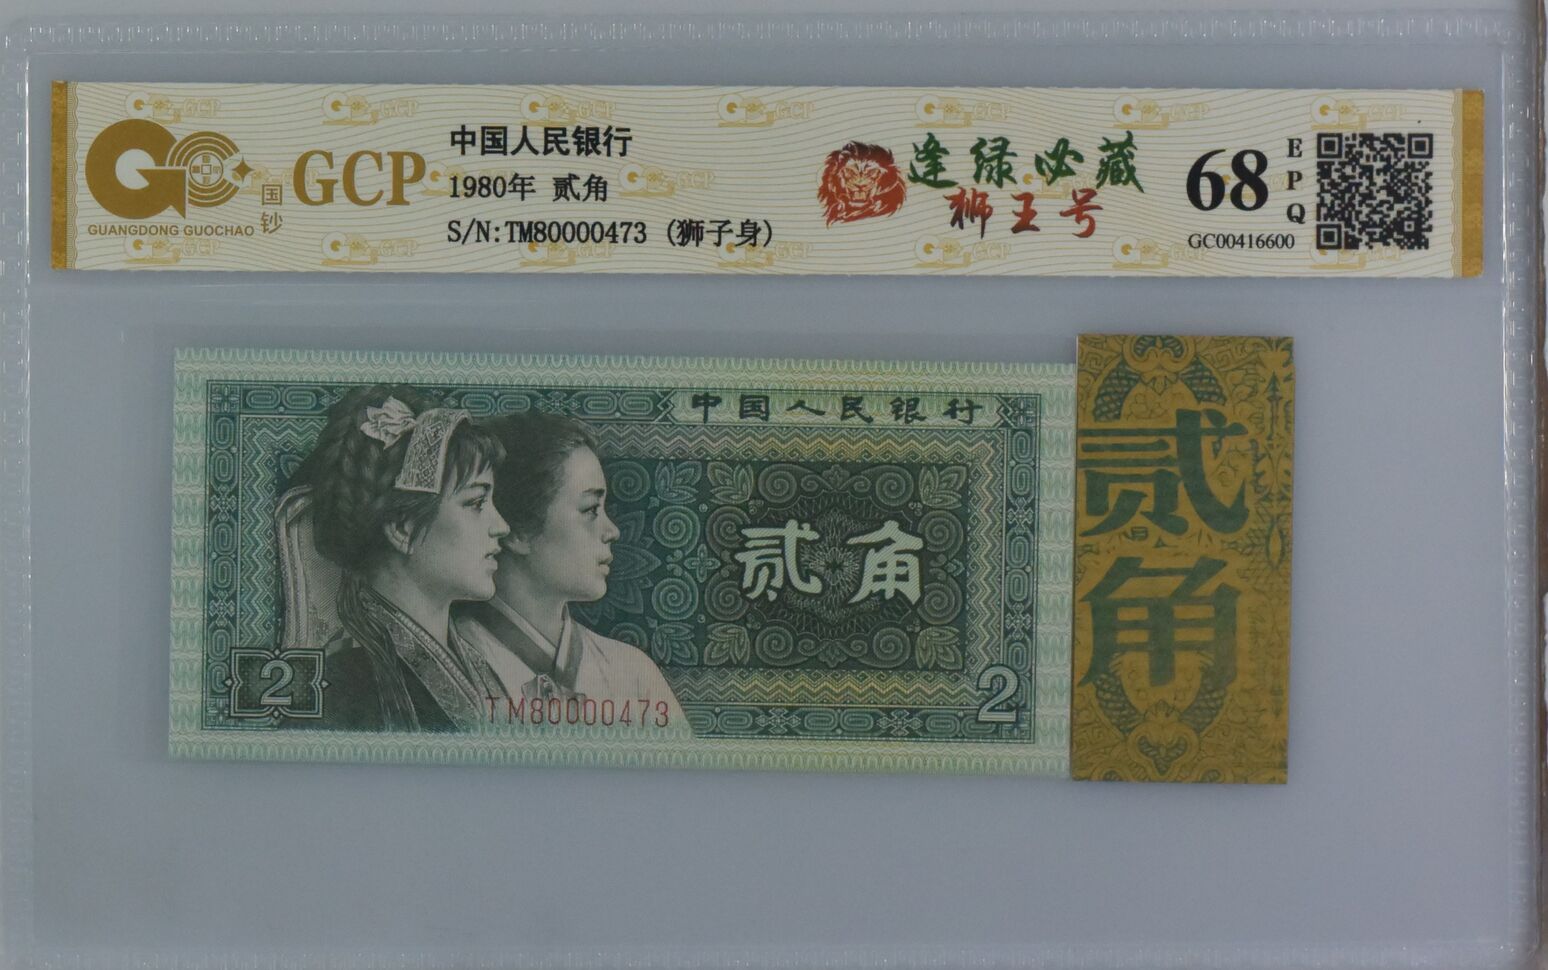 GUANGDONG GUOCHAO
国钞
GCP
中国人民银行
1980年 贰角
S/N:TM80000473 (狮子身)
逢绿必藏
狮王号
68
EPQ
GC00416600
中国人民银行
贰角
2
TM80000473
2
贰角